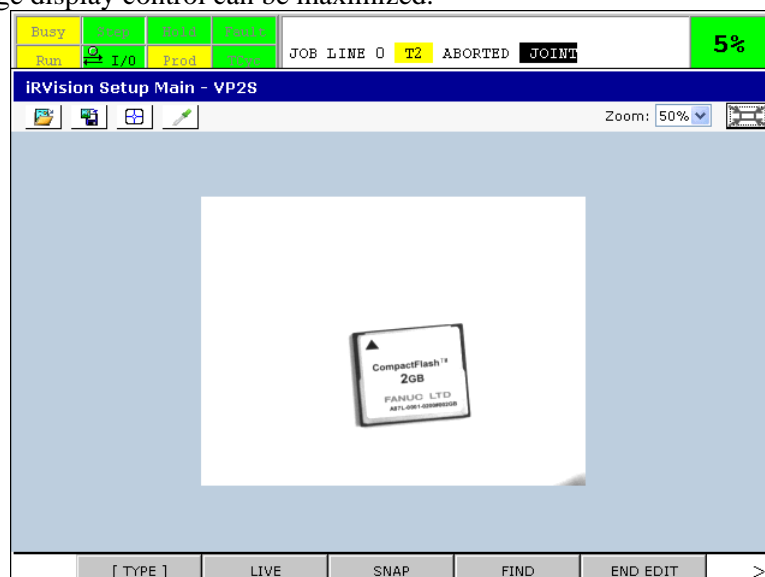 ge display control can be maximized.
Busy Step Hold Fault
Run I/O Prod TCyc
JOB LINE 0 T2 ABORTED JOINT
5%
iRVision Setup Main - VP2S
Zoom: 50%
CompactFlash™
2GB
FANUC LTD
[ TYPE ] LIVE SNAP FIND END EDIT >